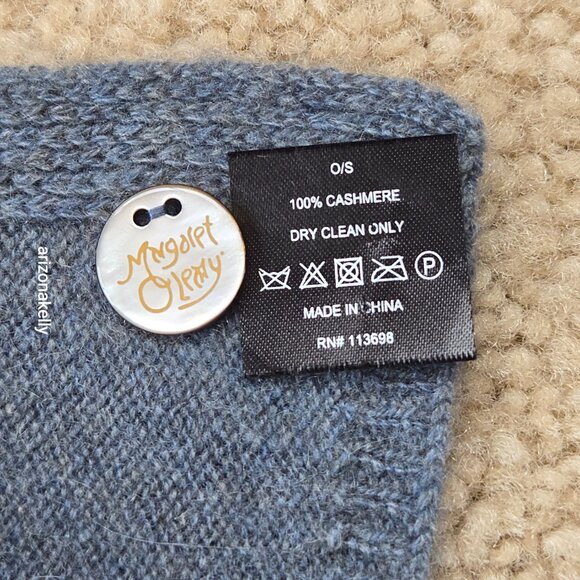 Margaret
O'Leary
O/S
100% CASHMERE
DRY CLEAN ONLY
P
MADE IN CHINA
RN# 113698
arizonakelly